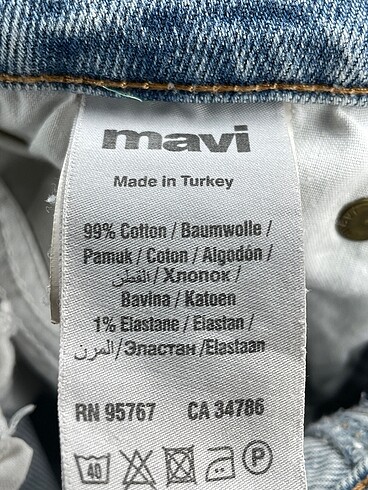 mavi
Made in Turkey
99% Cotton / Baumwolle /
Pamuk / Coton / Algodón /
القطن / Хлопок /
Bavina / Katoen
1% Elastane / Elastan /
المرن / Эластан /Elastaan
RN 95767 CA 34786
40 P